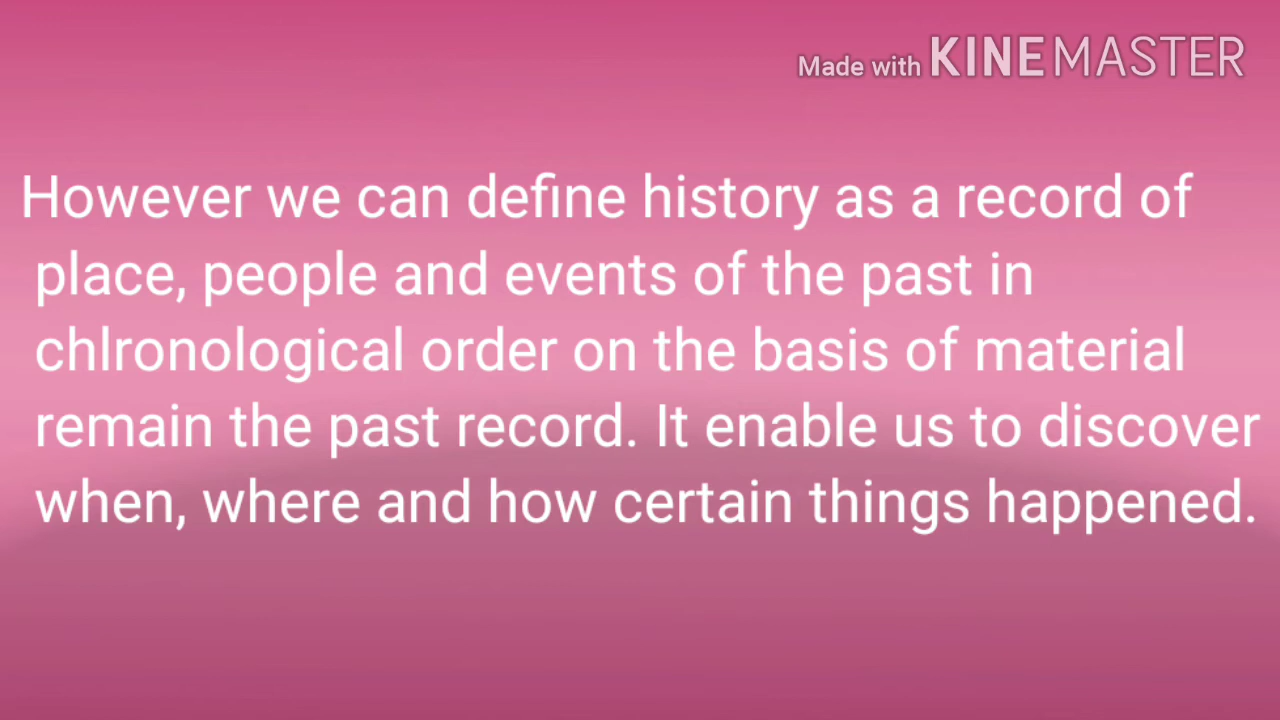 Made with KINEMASTER
However we can define history as a record of
place, people and events of the past in
chlronological order on the basis of material
remain the past record. It enable us to discover
when, where and how certain things happened.